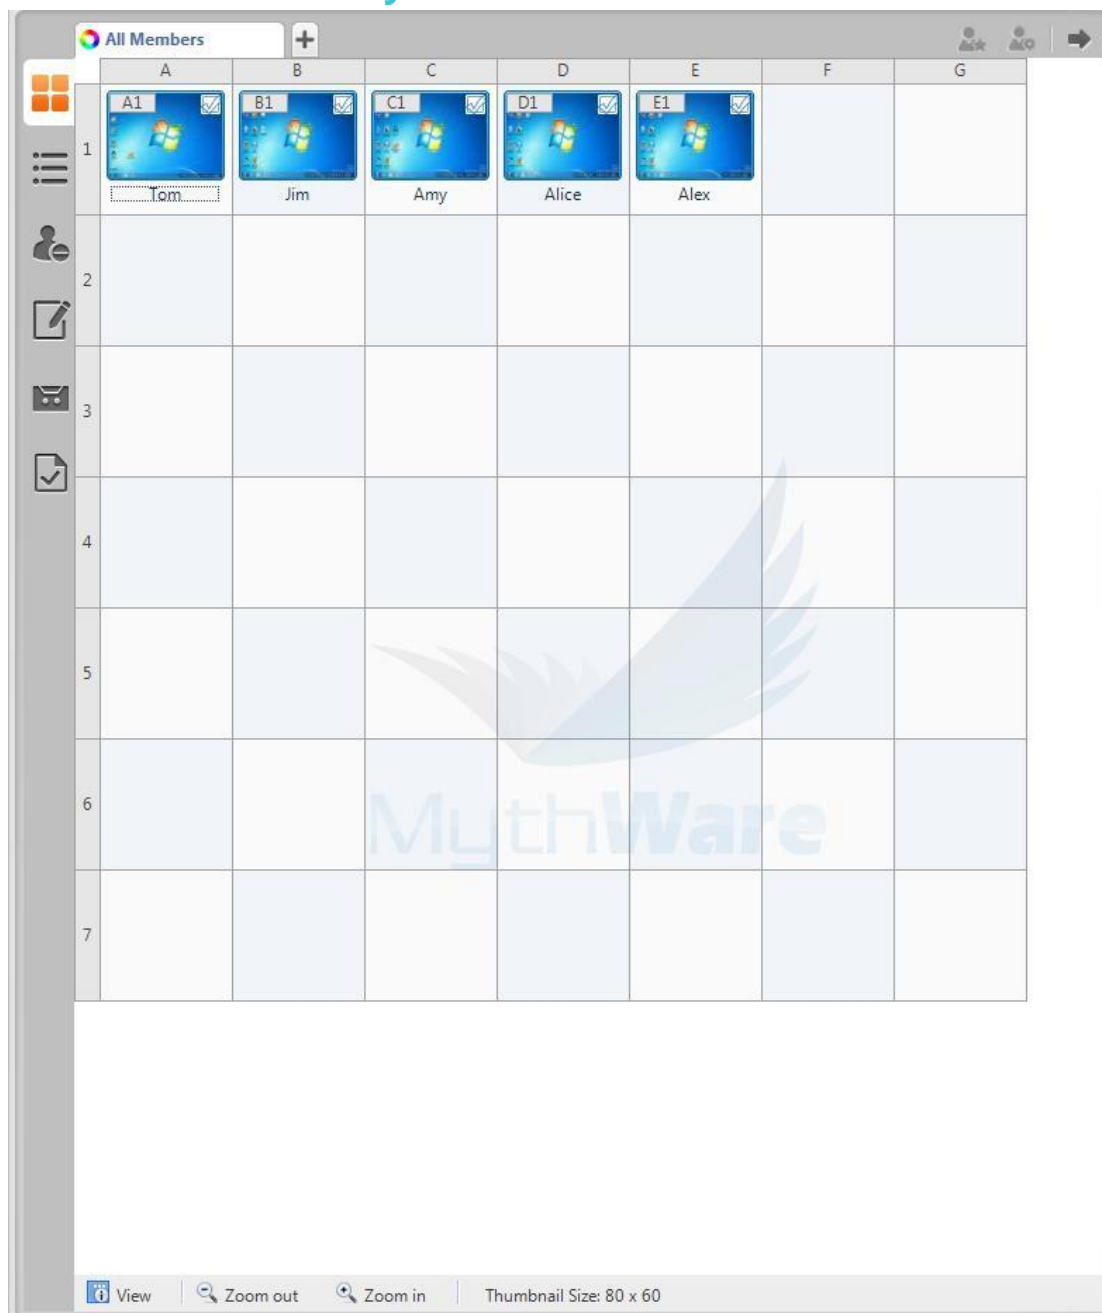 All Members
A B C D E F G
1
A1 B1 C1 D1 E1
Tom Jim Amy Alice Alex
2
3
4
5
6
MythWare
7
View Zoom out Zoom in Thumbnail Size: 80 x 60